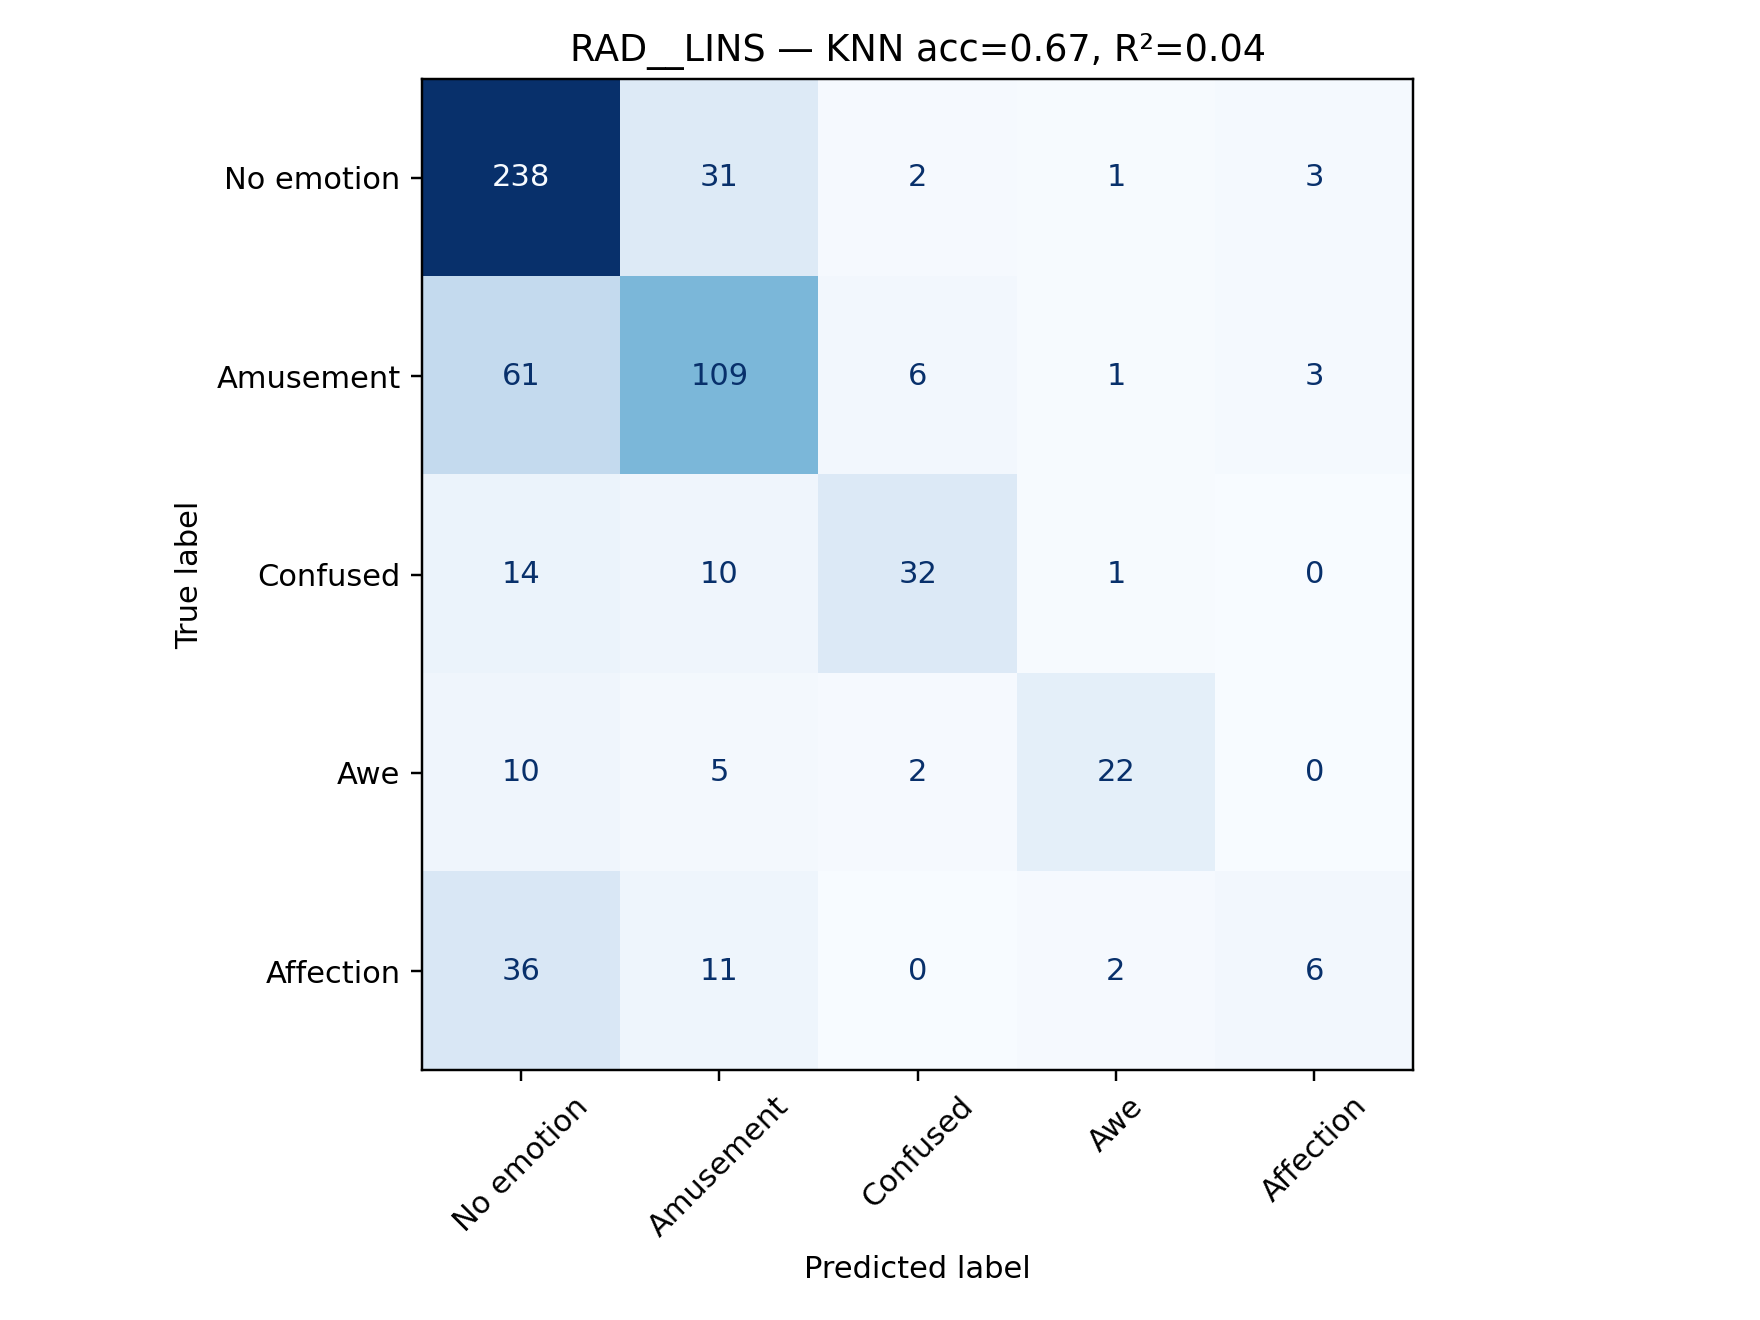 RAD__LINS — KNN acc=0.67, R²=0.04
No emotion 238 31 2 1 3
Amusement 61 109 6 1 3
Confused 14 10 32 1 0
Awe 10 5 2 22 0
Affection 36 11 0 2 6
True label
No emotion Amusement Confused Awe Affection
Predicted label